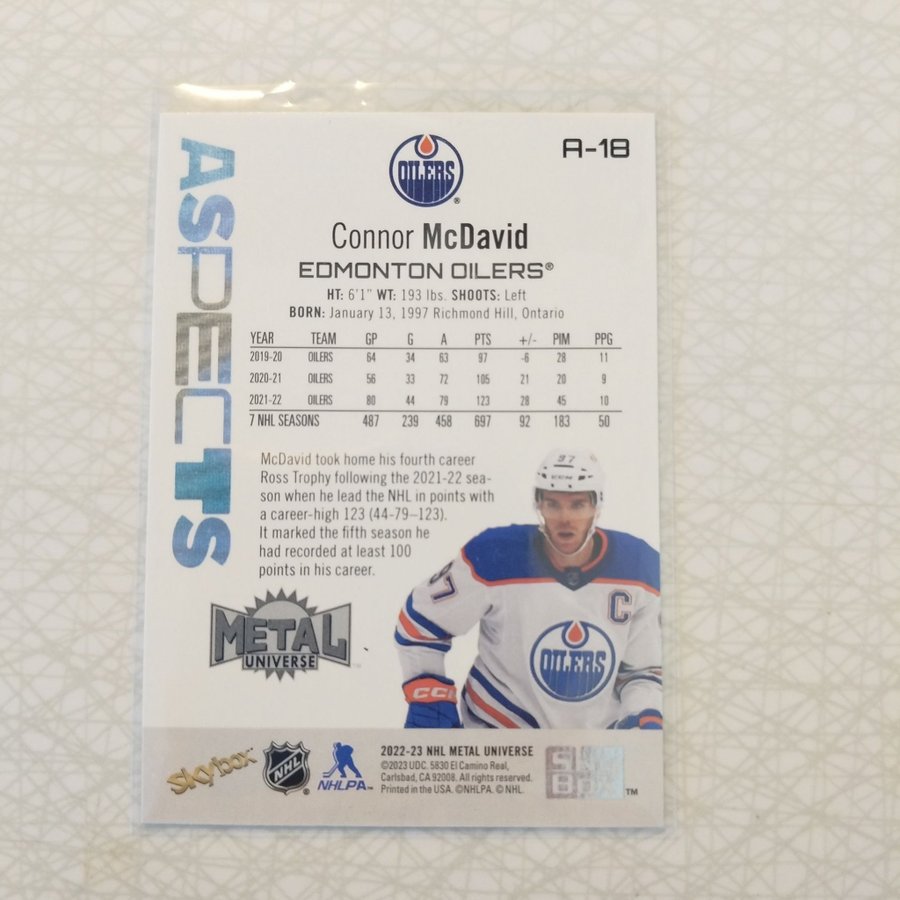 ASPECTS
OILERS
A-18
Connor McDavid
EDMONTON OILERS®
HT: 6'1" WT: 193 lbs. SHOOTS: Left
BORN: January 13, 1997 Richmond Hill, Ontario
YEAR TEAM GP G A PTS +/- PIM PPG
2019-20 OILERS 64 34 63 97 -6 28 11
2020-21 OILERS 56 33 72 105 21 20 9
2021-22 OILERS 80 44 79 123 28 45 10
7 NHL SEASONS 487 239 458 697 92 183 50
McDavid took home his fourth career
Ross Trophy following the 2021-22 sea-
son when he lead the NHL in points with
a career-high 123 (44-79–123).
It marked the fifth season he
had recorded at least 100
points in his career.
97
CCM
97
C
OILERS
CCM
METAL
UNIVERSE
skybox
NHL
NHLPA™
2022-23 NHL METAL UNIVERSE
©2023 UDC. 5830 El Camino Real,
Carlsbad, CA 92008. All rights reserved.
Printed in the USA. ©NHLPA. © NHL.